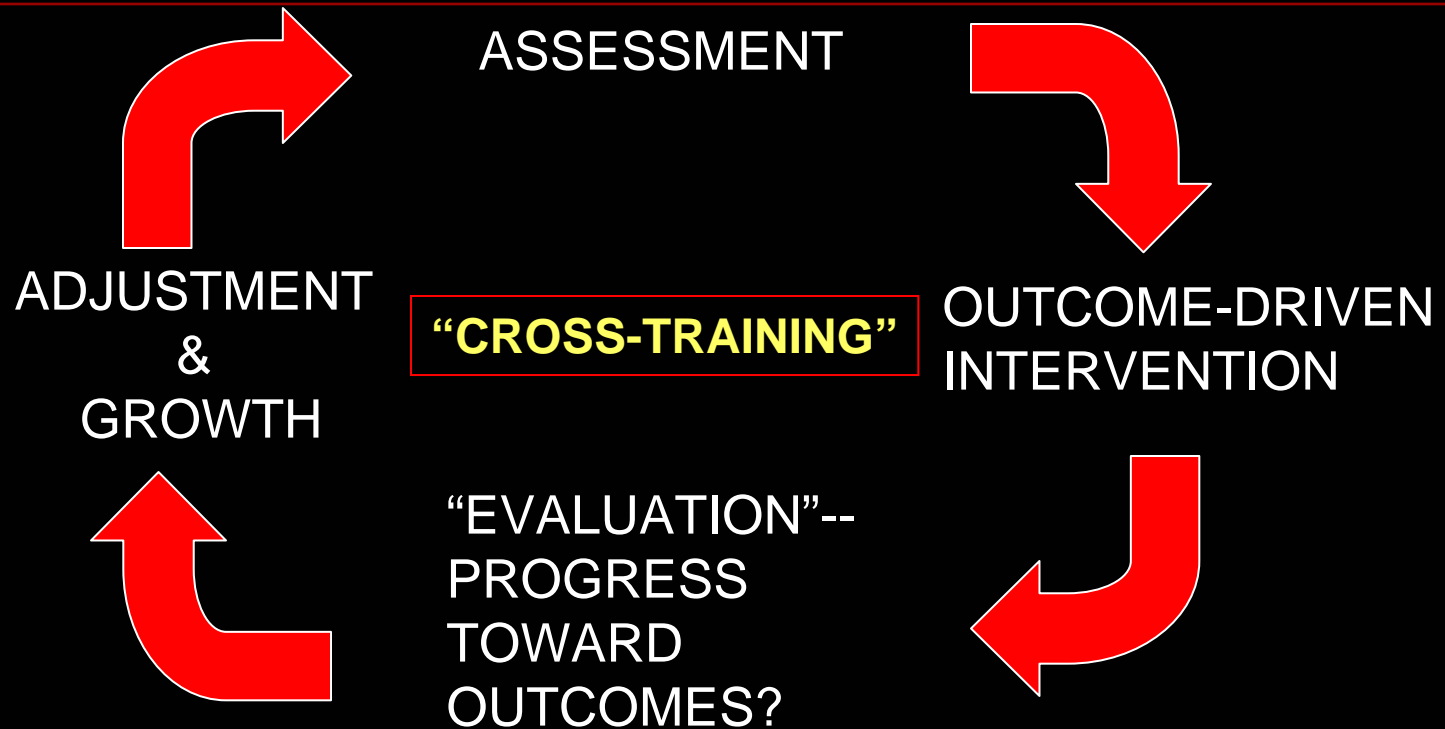 ASSESSMENT
ADJUSTMENT
&
GROWTH
“CROSS-TRAINING”
OUTCOME-DRIVEN
INTERVENTION
“EVALUATION”--
PROGRESS
TOWARD
OUTCOMES?